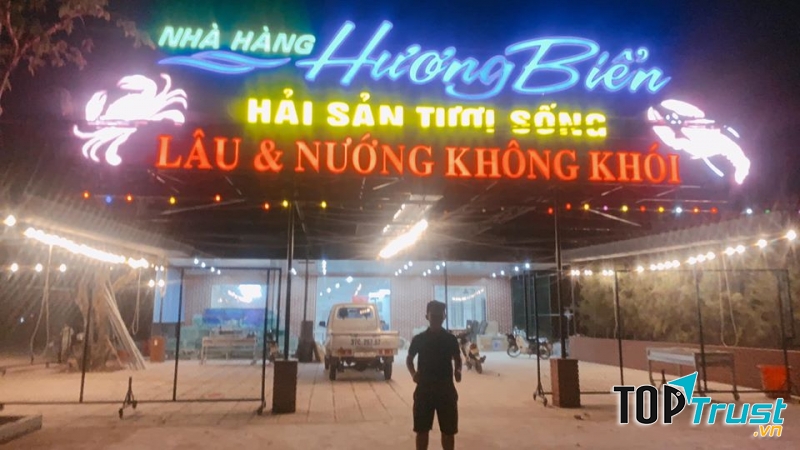 NHÀ HÀNG Hương Biển
HẢI SẢN TƯƠI SỐNG
LẨU & NƯỚNG KHÔNG KHÓI
TOPTrust.vn